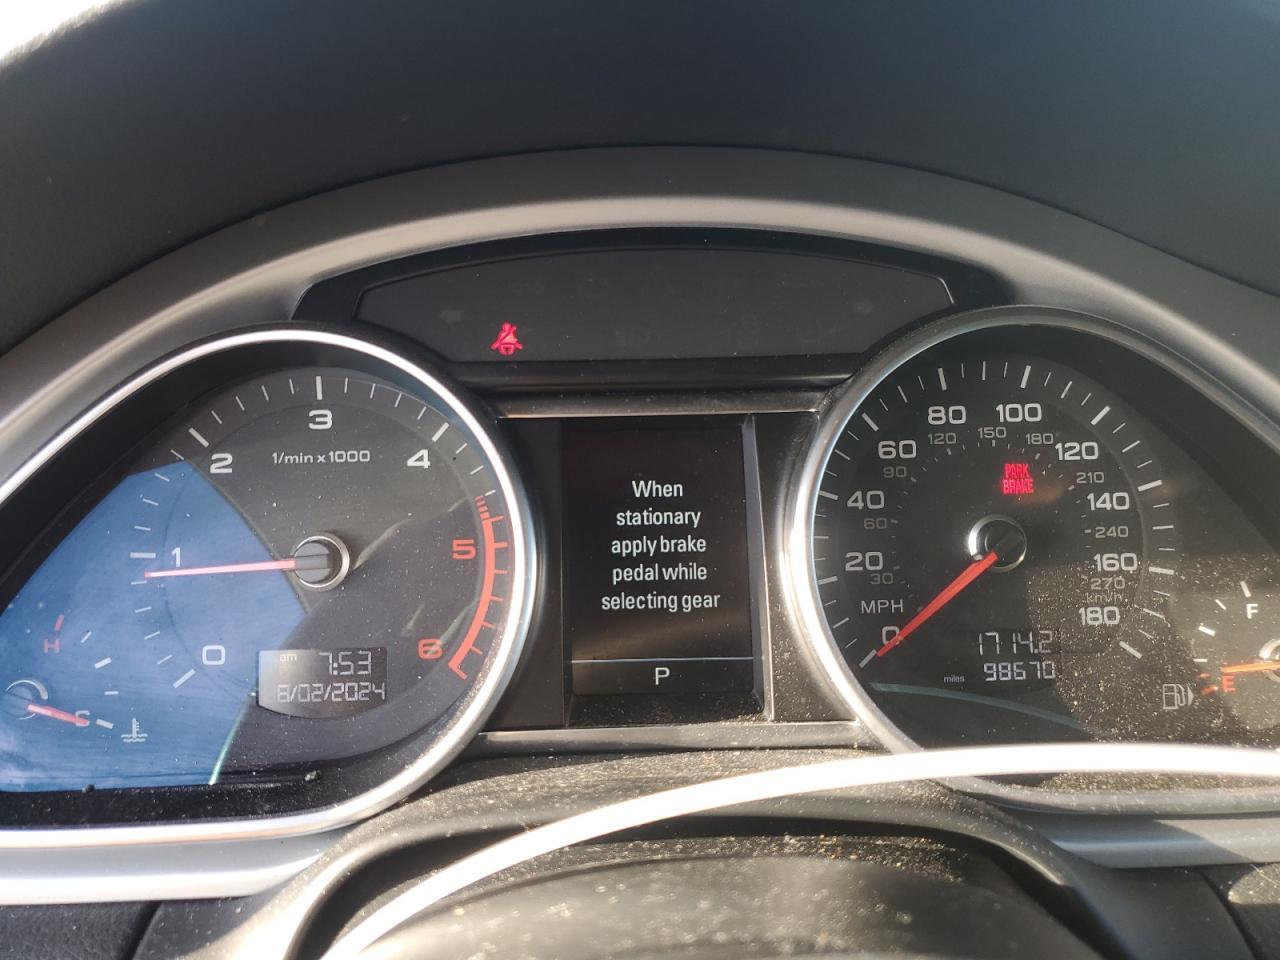 3
2
1/min x 1000
4
1
5
H
0
6
am 7:53
8/02/2024
C
When
stationary
apply brake
pedal while
selecting gear
P
80 100
120 150 180
60 120
90 210
PARK
BRAKE
40 140
60 240
20 160
30 270
MPH km/h
0 180
1714.2
miles 98670
F
E